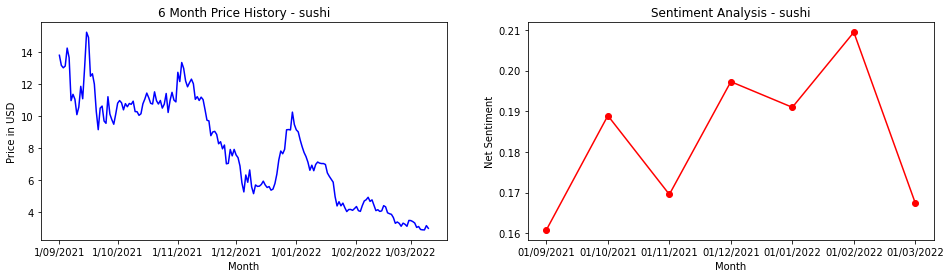 6 Month Price History - sushi
Price in USD
14
12
10
8
6
4
1/09/2021 1/10/2021 1/11/2021 1/12/2021 1/01/2022 1/02/2022 1/03/2022
Month
Sentiment Analysis - sushi
Net Sentiment
0.21
0.20
0.19
0.18
0.17
0.16
01/09/2021 01/10/2021 01/11/2021 01/12/2021 01/01/2022 01/02/2022 01/03/2022
Month